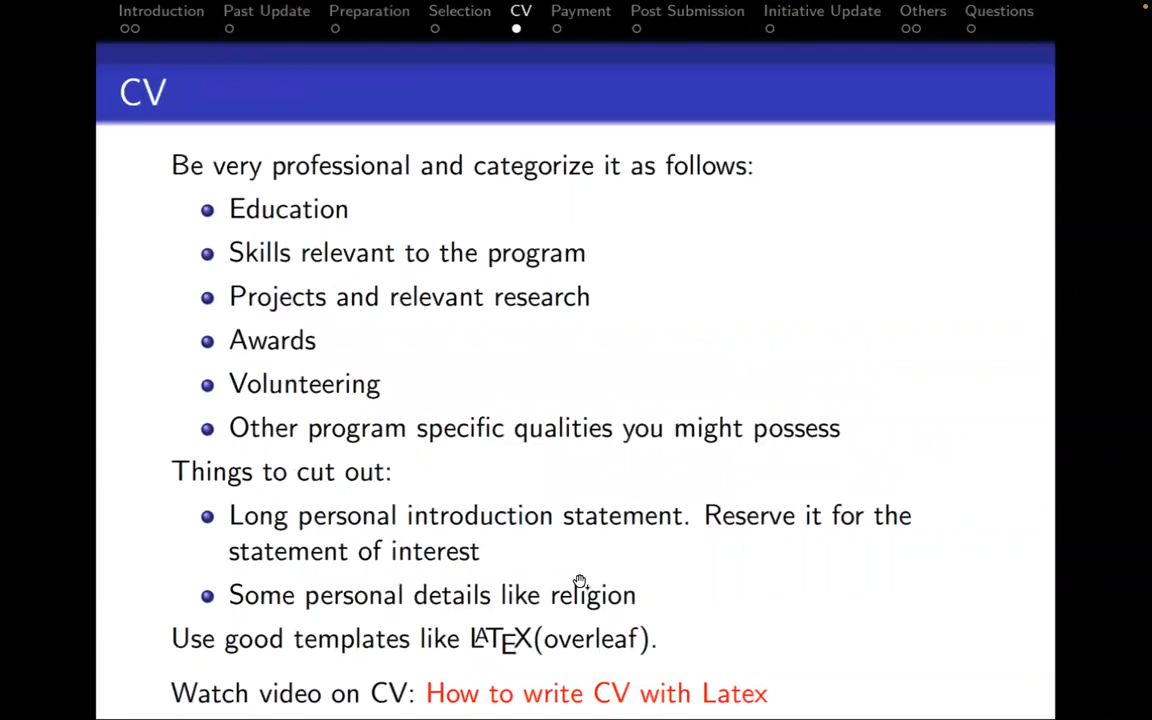 Introduction Past Update Preparation Selection CV Payment Post Submission Initiative Update Others Questions
CV
Be very professional and categorize it as follows:
Education
Skills relevant to the program
Projects and relevant research
Awards
Volunteering
Other program specific qualities you might possess
Things to cut out:
Long personal introduction statement. Reserve it for the
statement of interest
Some personal details like religion
Use good templates like LATEX(overleaf).
Watch video on CV: How to write CV with Latex